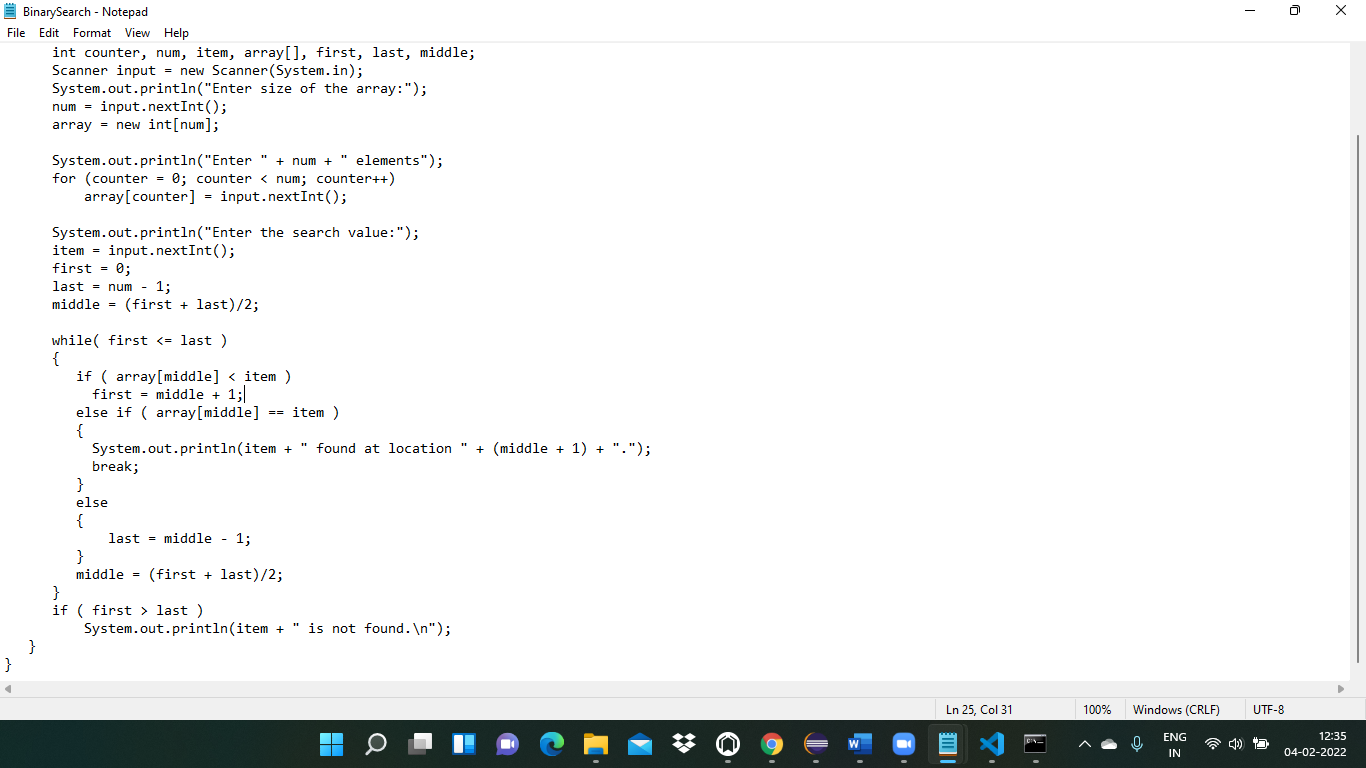 BinarySearch - Notepad
File Edit Format View Help
int counter, num, item, array[], first, last, middle;
Scanner input = new Scanner(System.in);
System.out.println("Enter size of the array:");
num = input.nextInt();
array = new int[num];
System.out.println("Enter " + num + " elements");
for (counter = 0; counter < num; counter++)
array[counter] = input.nextInt();
System.out.println("Enter the search value:");
item = input.nextInt();
first = 0;
last = num - 1;
middle = (first + last)/2;
while( first <= last )
{
if ( array[middle] < item )
first = middle + 1;
else if ( array[middle] == item )
{
System.out.println(item + " found at location " + (middle + 1) + ".");
break;
}
else
{
last = middle - 1;
}
middle = (first + last)/2;
}
if ( first > last )
System.out.println(item + " is not found.\n");
}
}
Ln 25, Col 31 100% Windows (CRLF) UTF-8
ENG 12:35
IN 04-02-2022